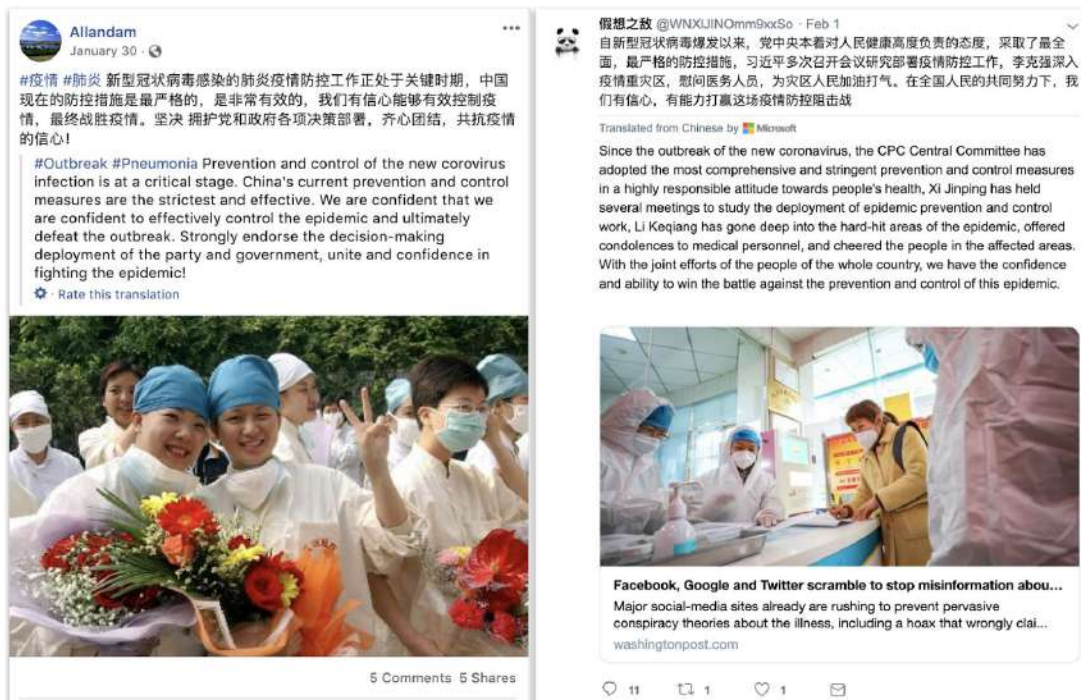 Allandam
January 30 ·
#疫情 #肺炎 新型冠状病毒感染的肺炎疫情防控工作正处于关键时期，中国
现在的防控措施是最严格的，是非常有效的，我们有信心能够有效控制疫
情，最终战胜疫情。坚决 拥护党和政府各项决策部署，齐心团结，共抗疫情
的信心！
#Outbreak #Pneumonia Prevention and control of the new corovirus
infection is at a critical stage. China's current prevention and control
measures are the strictest and effective. We are confident that we
are confident to effectively control the epidemic and ultimately
defeat the outbreak. Strongly endorse the decision-making
deployment of the party and government, unite and confidence in
fighting the epidemic!
· Rate this translation
5 Comments 5 Shares
假想之敌 @WNXIJINOmm9xxSo · Feb 1
自新型冠状病毒爆发以来，党中央本着对人民健康高度负责的态度，采取了最全
面，最严格的防控措施，习近平多次召开会议研究部署疫情防控工作，李克强深入
疫情重灾区，慰问医务人员，为灾区人民加油打气。在全国人民的共同努力下，我
们有信心，有能力打赢这场疫情防控阻击战
Translated from Chinese by Microsoft
Since the outbreak of the new coronavirus, the CPC Central Committee has
adopted the most comprehensive and stringent prevention and control measures
in a highly responsible attitude towards people's health, Xi Jinping has held
several meetings to study the deployment of epidemic prevention and control
work, Li Keqiang has gone deep into the hard-hit areas of the epidemic, offered
condolences to medical personnel, and cheered the people in the affected areas.
With the joint efforts of the people of the whole country, we have the confidence
and ability to win the battle against the prevention and control of this epidemic.
Facebook, Google and Twitter scramble to stop misinformation abou...
Major social-media sites already are rushing to prevent pervasive
conspiracy theories about the illness, including a hoax that wrongly clai...
washingtonpost.com
11 1 1